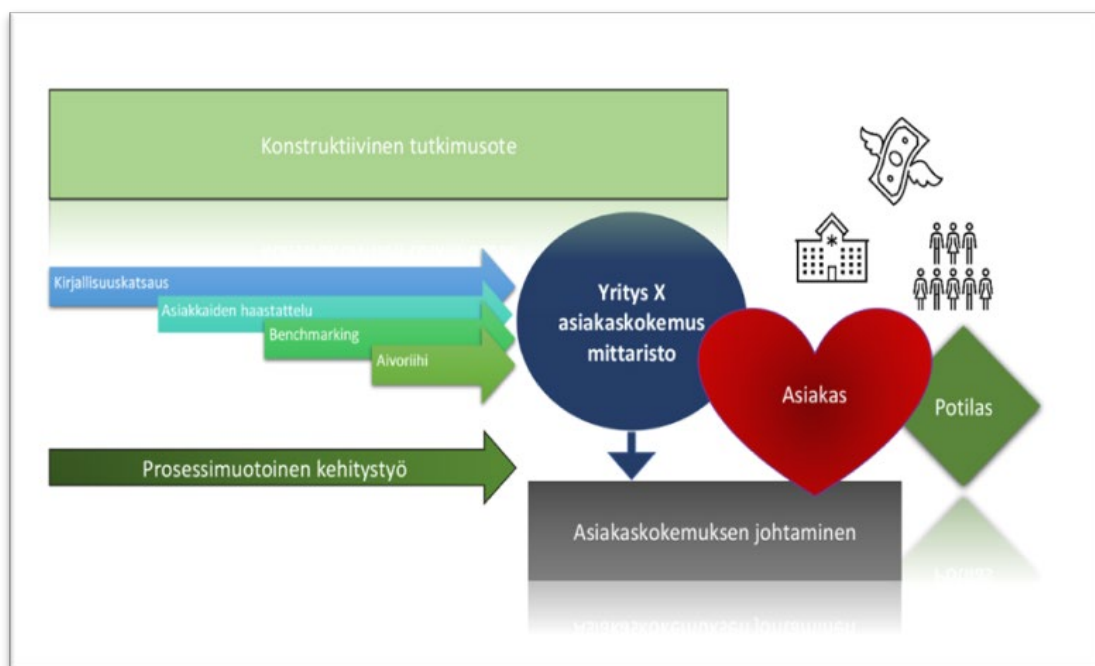 Konstruktiivinen tutkimusote
Kirjallisuuskatsaus
Asiakkaiden haastattelu
Benchmarking
Aivoriihi
Yritys X
asiakaskokemus
mittaristo
Asiakas
Potilas
Prosessimuotoinen kehitystyö
Asiakaskokemuksen johtaminen